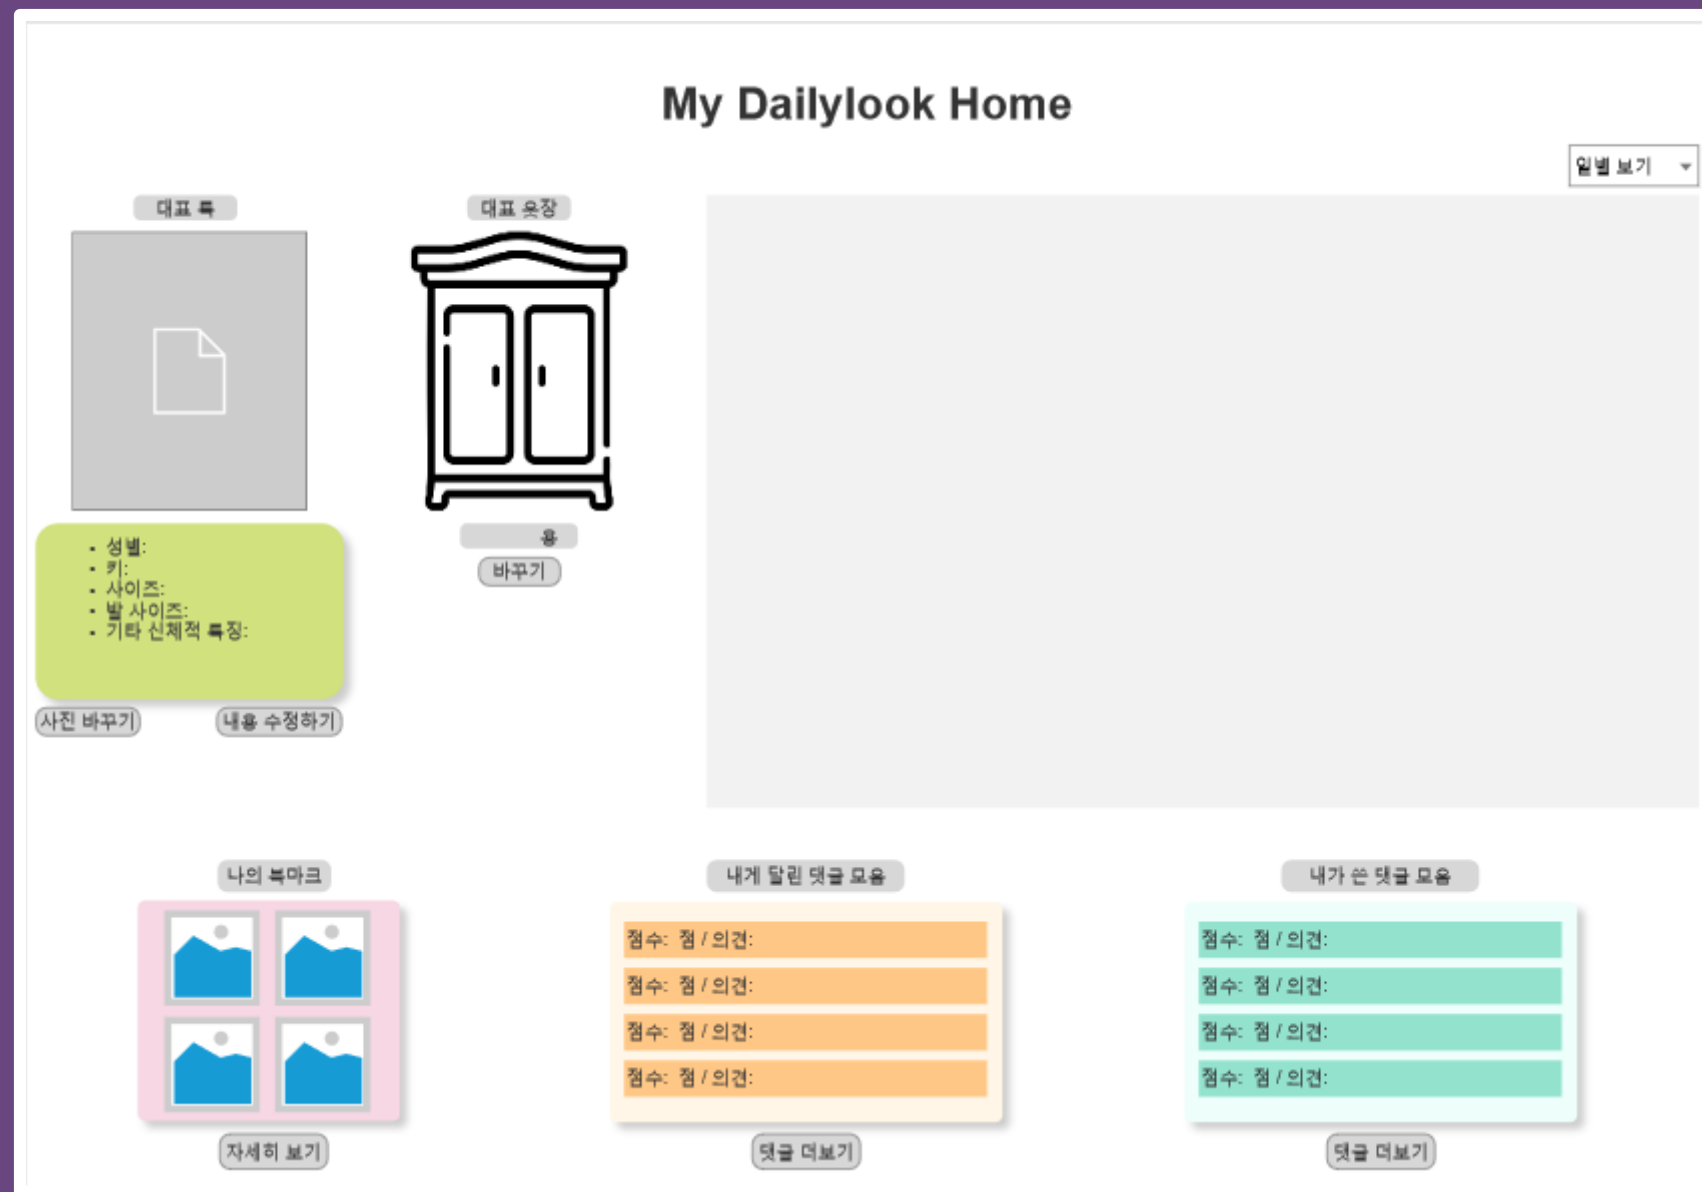 My Dailylook Home
일별 보기
대표 룩
대표 옷장
용
바꾸기
• 성별:
• 키:
• 사이즈:
• 발 사이즈:
• 기타 신체적 특징:
사진 바꾸기
내용 수정하기
나의 북마크
자세히 보기
내게 달린 댓글 모음
점수: 점 / 의견:
점수: 점 / 의견:
점수: 점 / 의견:
점수: 점 / 의견:
댓글 더보기
내가 쓴 댓글 모음
점수: 점 / 의견:
점수: 점 / 의견:
점수: 점 / 의견:
점수: 점 / 의견:
댓글 더보기